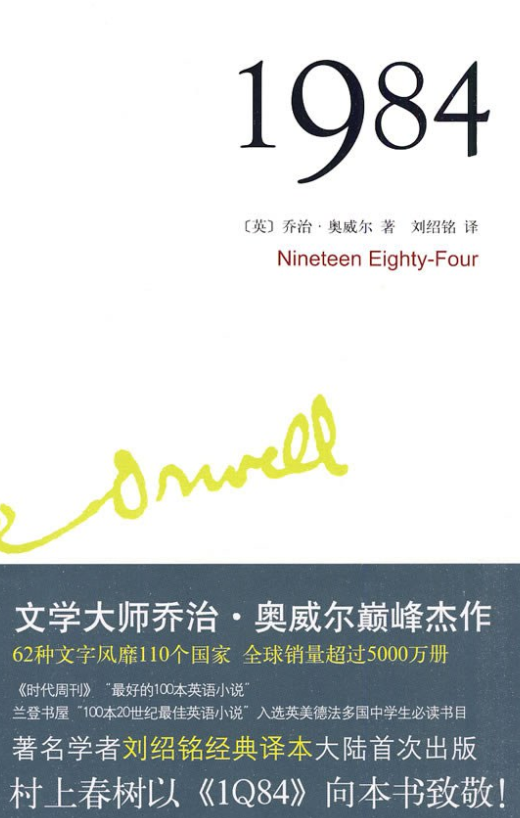 1984
〔英〕乔治·奥威尔 著 刘绍铭 译
Nineteen Eighty-Four
Orwell
文学大师乔治·奥威尔巅峰杰作
62种文字风靡110个国家 全球销量超过5000万册
《时代周刊》“最好的100本英语小说”
兰登书屋“100本20世纪最佳英语小说”入选英美德法多国中学生必读书目
著名学者刘绍铭经典译本大陆首次出版
村上春树以《1Q84》向本书致敬！